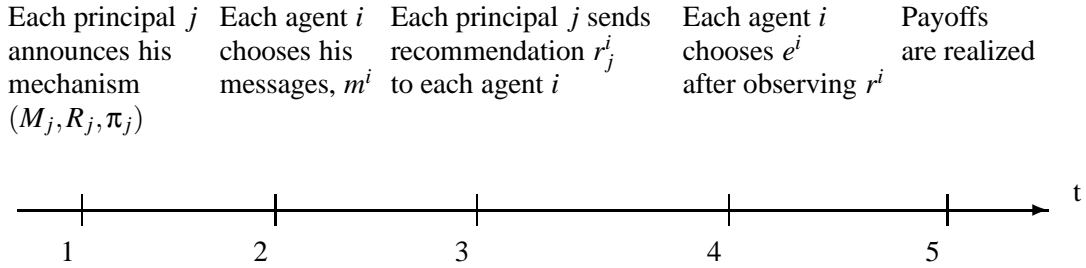 Each principal j
announces his
mechanism
(M_j, R_j, π_j)
Each agent i
chooses his
messages, m^i
Each principal j sends
recommendation r_j^i
to each agent i
Each agent i
chooses e^i
after observing r^i
Payoffs
are realized
t
1 2 3 4 5